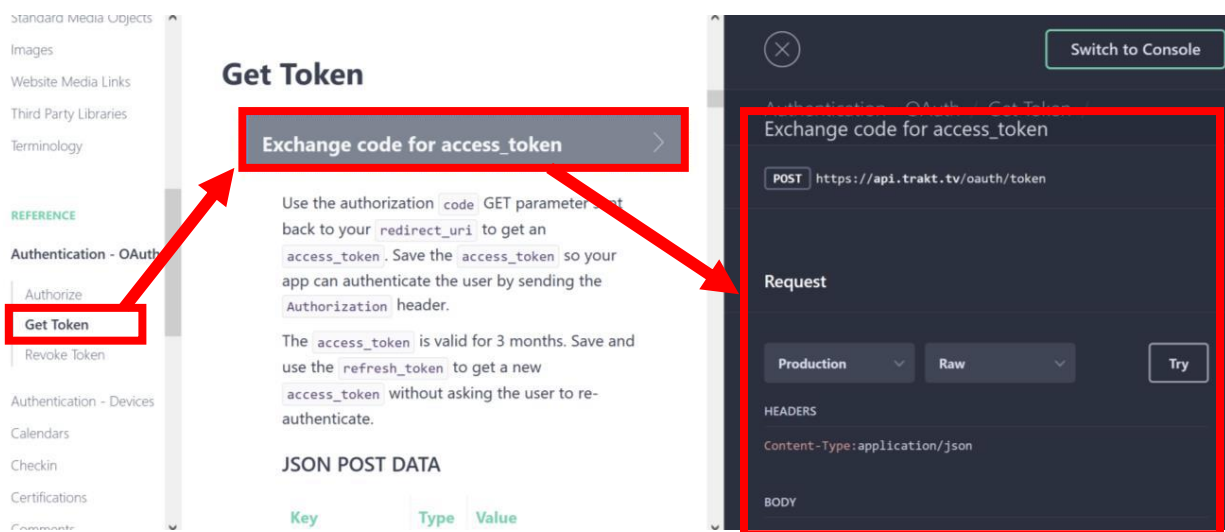 Standard Media Objects
Images
Website Media Links
Third Party Libraries
Terminology
REFERENCE
Authentication - OAuth
Authorize
Get Token
Revoke Token
Authentication - Devices
Calendars
Checkin
Certifications
Comments
Get Token
Exchange code for access_token
Use the authorization code GET parameter sent
back to your redirect_uri to get an
access_token. Save the access_token so your
app can authenticate the user by sending the
Authorization header.
The access_token is valid for 3 months. Save and
use the refresh_token to get a new
access_token without asking the user to re-
authenticate.
JSON POST DATA
Key Type Value
Switch to Console
Authentication - OAuth / Get Token /
Exchange code for access_token
POST https://api.trakt.tv/oauth/token
Request
Production Raw Try
HEADERS
Content-Type:application/json
BODY